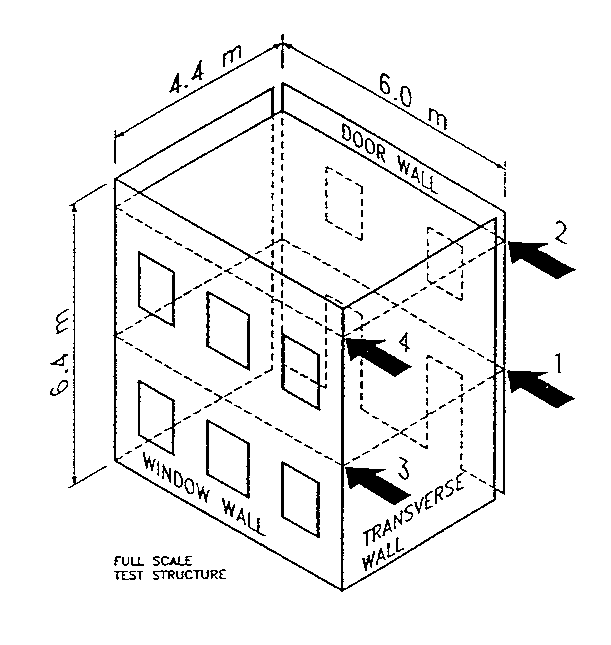 4.4 m
6.0 m
DOOR WALL
2
6.4 m
4
1
3
WINDOW WALL
TRANSVERSE
WALL
FULL SCALE
TEST STRUCTURE